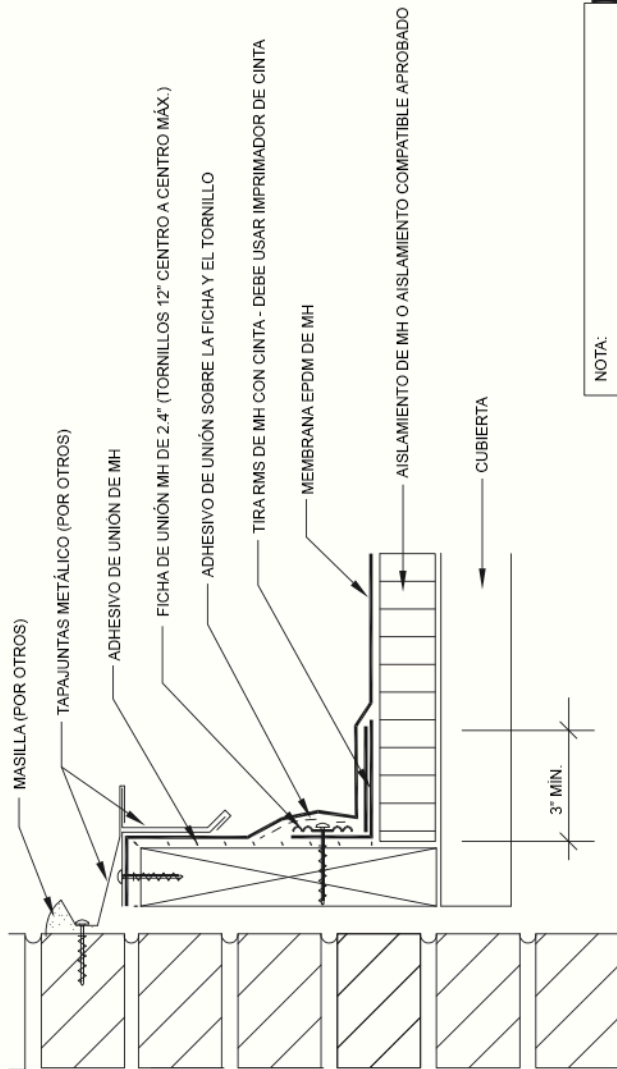 MASILLA (POR OTROS)
TAPAJUNTAS METÁLICO (POR OTROS)
ADHESIVO DE UNIÓN DE MH
FICHA DE UNIÓN MH DE 2.4" (TORNILLOS 12" CENTRO A CENTRO MÁX.)
ADHESIVO DE UNIÓN SOBRE LA FICHA Y EL TORNILLO
TIRA RMS DE MH CON CINTA - DEBE USAR IMPRIMADOR DE CINTA
MEMBRANA EPDM DE MH
AISLAMIENTO DE MH O AISLAMIENTO COMPATIBLE APROBADO
CUBIERTA
3" MÍN.
NOTA: